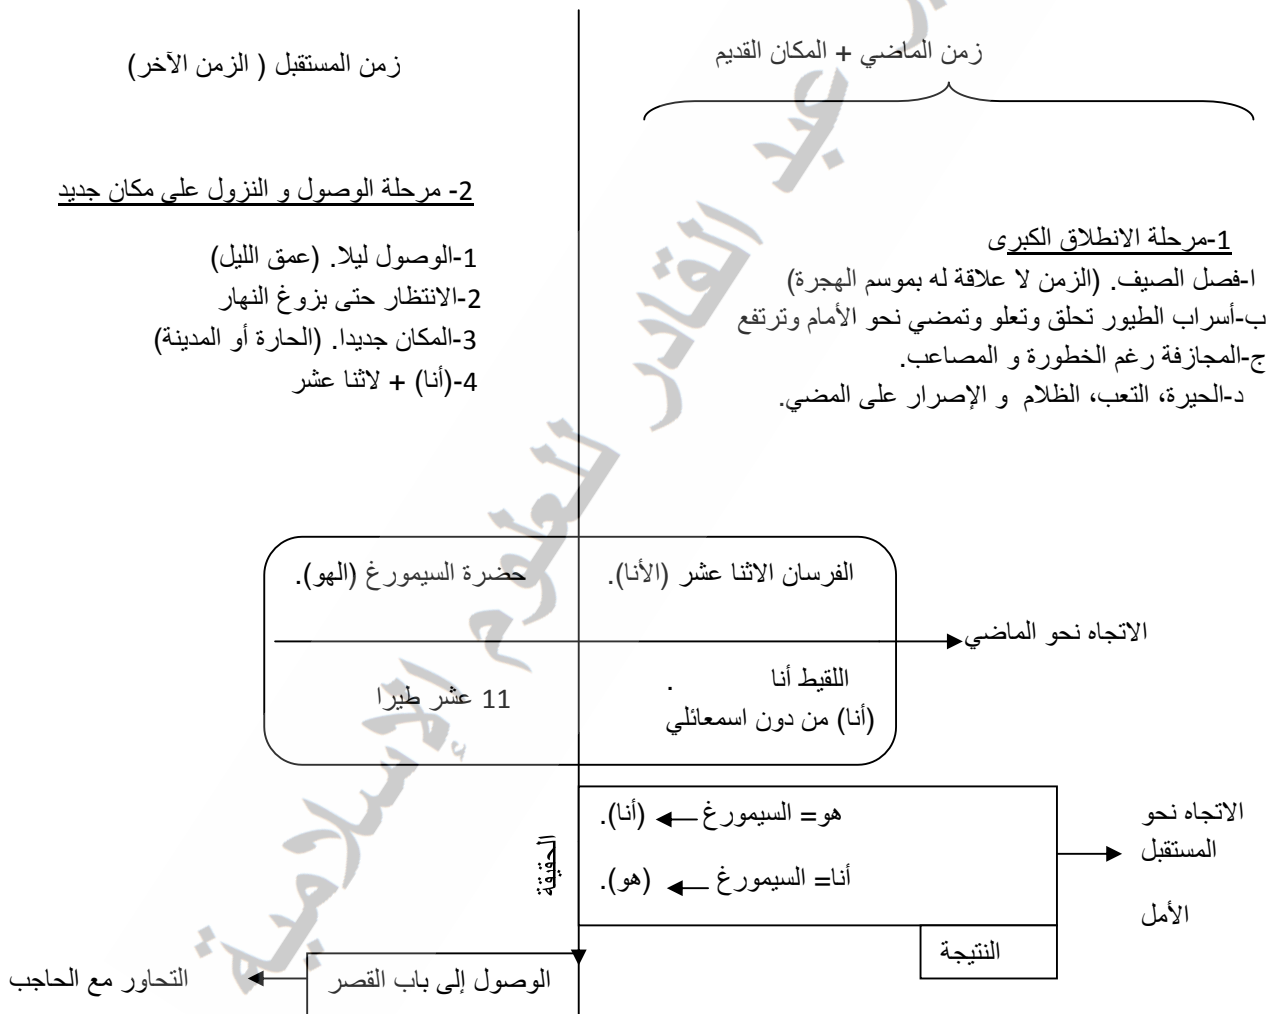 زمن الماضي + المكان القديم
زمن المستقبل ( الزمن الآخر)
1-مرحلة الانطلاق الكبرى
ا-فصل الصيف. (الزمن لا علاقة له بموسم الهجرة)
ب-أسراب الطيور تحلق وتعلو وتمضي نحو الأمام وترتفع
ج-المجازفة رغم الخطورة و المصاعب.
د-الحيرة، التعب، الظلام و الإصرار على المضي.
2- مرحلة الوصول و النزول على مكان جديد
1-الوصول ليلا. (عمق الليل)
2-الانتظار حتى بزوغ النهار
3-المكان جديدا. (الحارة أو المدينة)
4-(أنا) + لاثنا عشر
الفرسان الاثنا عشر (الأنا).
حضرة السيمورغ (الهو).
الاتجاه نحو الماضي
اللقيط أنا .
(أنا) من دون اسمعائلي
11 عشر طيرا
هو= السيمورغ (أنا).
أنا= السيمورغ (هو).
الاتجاه نحو
المستقبل
الأمل
الحقيقة
النتيجة
الوصول إلى باب القصر
التحاور مع الحاجب
عبد القادر للعلوم الإسلامية